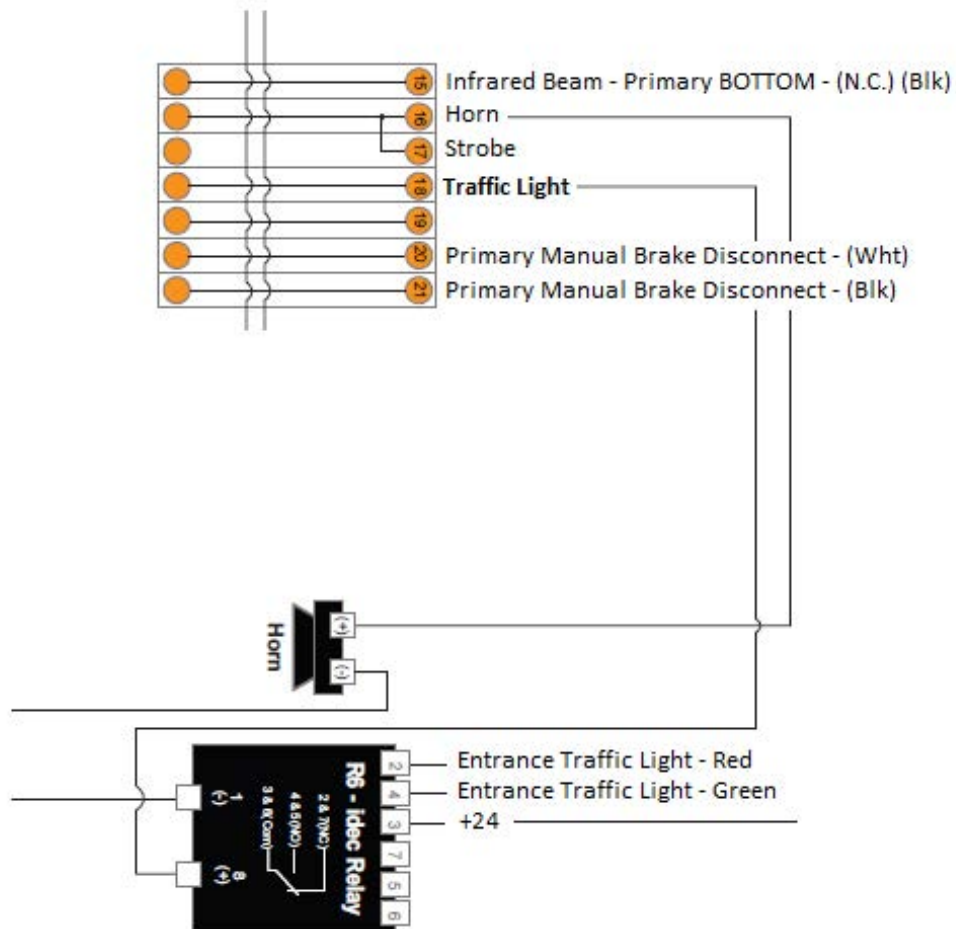 15 Infrared Beam - Primary BOTTOM - (N.C.) (Blk)
16 Horn
17 Strobe
18 Traffic Light
19
20 Primary Manual Brake Disconnect - (Wht)
21 Primary Manual Brake Disconnect - (Blk)
Horn
(+)
(-)
R6 - idec Relay
2 & 7(NC)
4 & 5(NO)
3 & 6(Com)
1
(-)
8
(+)
2 Entrance Traffic Light - Red
4 Entrance Traffic Light - Green
3 +24
7
5
6